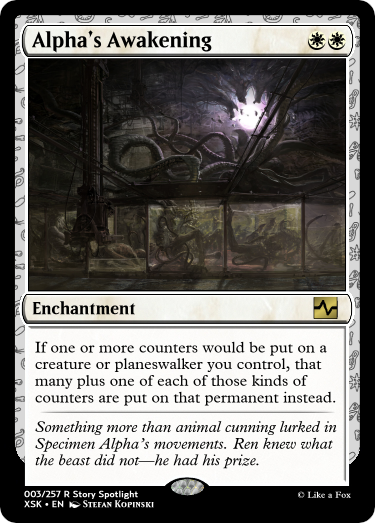 Alpha's Awakening
Enchantment
If one or more counters would be put on a
creature or planeswalker you control, that
many plus one of each of those kinds of
counters are put on that permanent instead.
Something more than animal cunning lurked in
Specimen Alpha's movements. Ren knew what
the beast did not—he had his prize.
003/257 R Story Spotlight
XSK • EN Stefan Kopinski
© Like a Fox